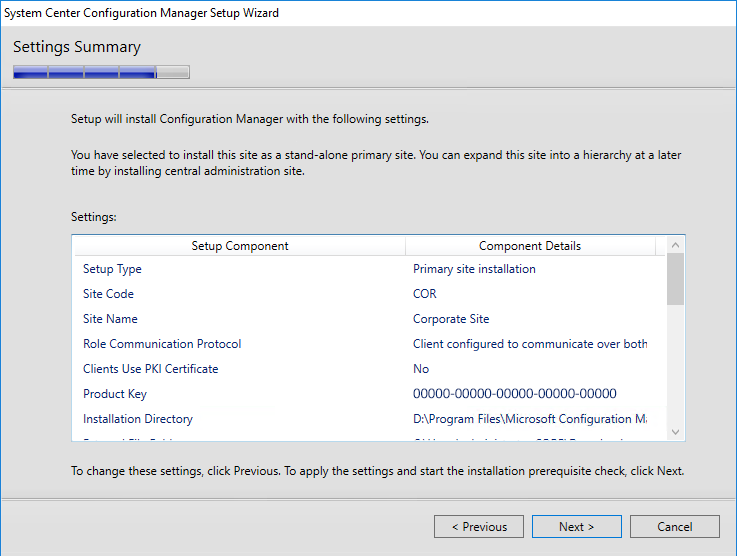 System Center Configuration Manager Setup Wizard
Settings Summary
Setup will install Configuration Manager with the following settings.
You have selected to install this site as a stand-alone primary site. You can expand this site into a hierarchy at a later
time by installing central administration site.
Settings:
Setup Component Component Details
Setup Type Primary site installation
Site Code COR
Site Name Corporate Site
Role Communication Protocol Client configured to communicate over both
Clients Use PKI Certificate No
Product Key 00000-00000-00000-00000-00000
Installation Directory D:\Program Files\Microsoft Configuration Ma
To change these settings, click Previous. To apply the settings and start the installation prerequisite check, click Next.
< Previous Next > Cancel